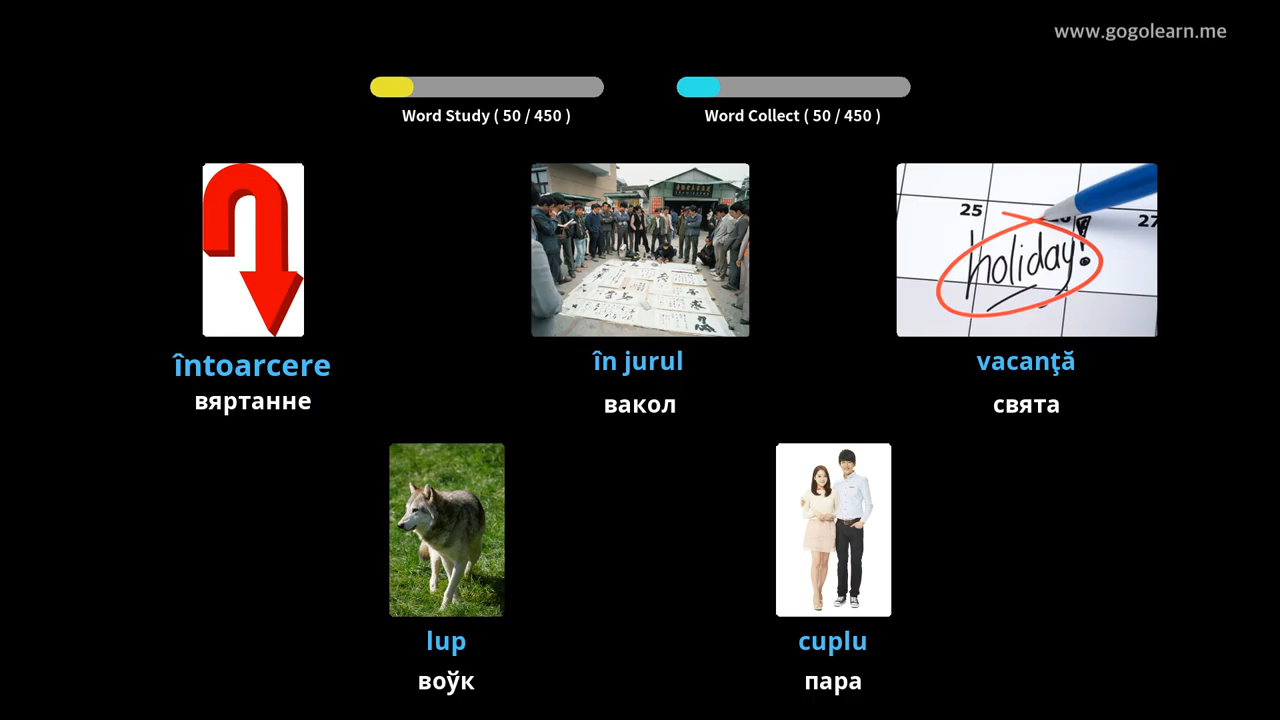 www.gogolearn.me
Word Study ( 50 / 450 )
Word Collect ( 50 / 450 )
25
27
holiday!
întoarcere
în jurul
vacanţă
вяртанне
вакол
свята
lup
cuplu
воўк
пара